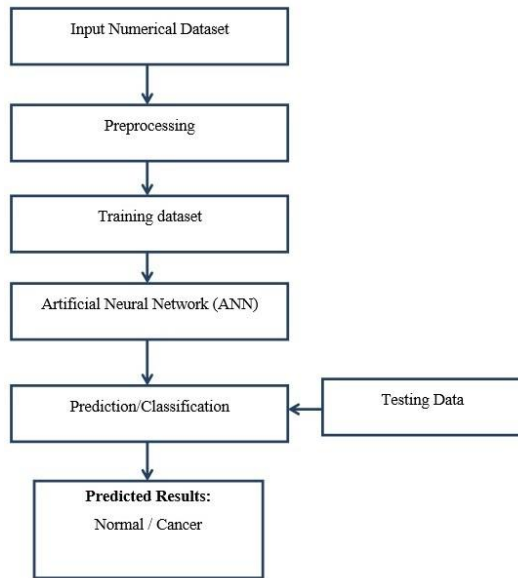 Input Numerical Dataset
Preprocessing
Training dataset
Artificial Neural Network (ANN)
Prediction/Classification
Testing Data
Predicted Results:
Normal / Cancer